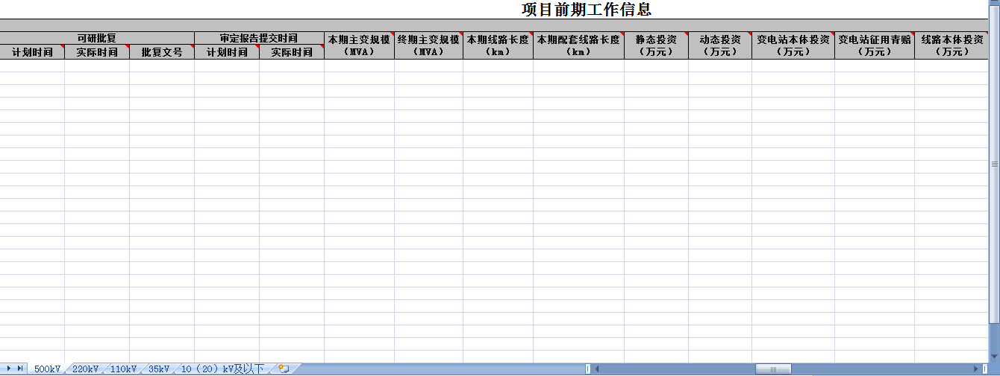 项目前期工作信息
可研批复 审定报告提交时间 本期主变规模 终期主变规模 本期线路长度 本期配套线路长度 静态投资 动态投资 变电站本体投资 变电站征用青赔 线路本体投资
计划时间 实际时间 批复文号 计划时间 实际时间 (MVA) (MVA) (km) (km) (万元) (万元) (万元) (万元) (万元)
500kV 220kV 110kV 35kV 10（20）kV及以下